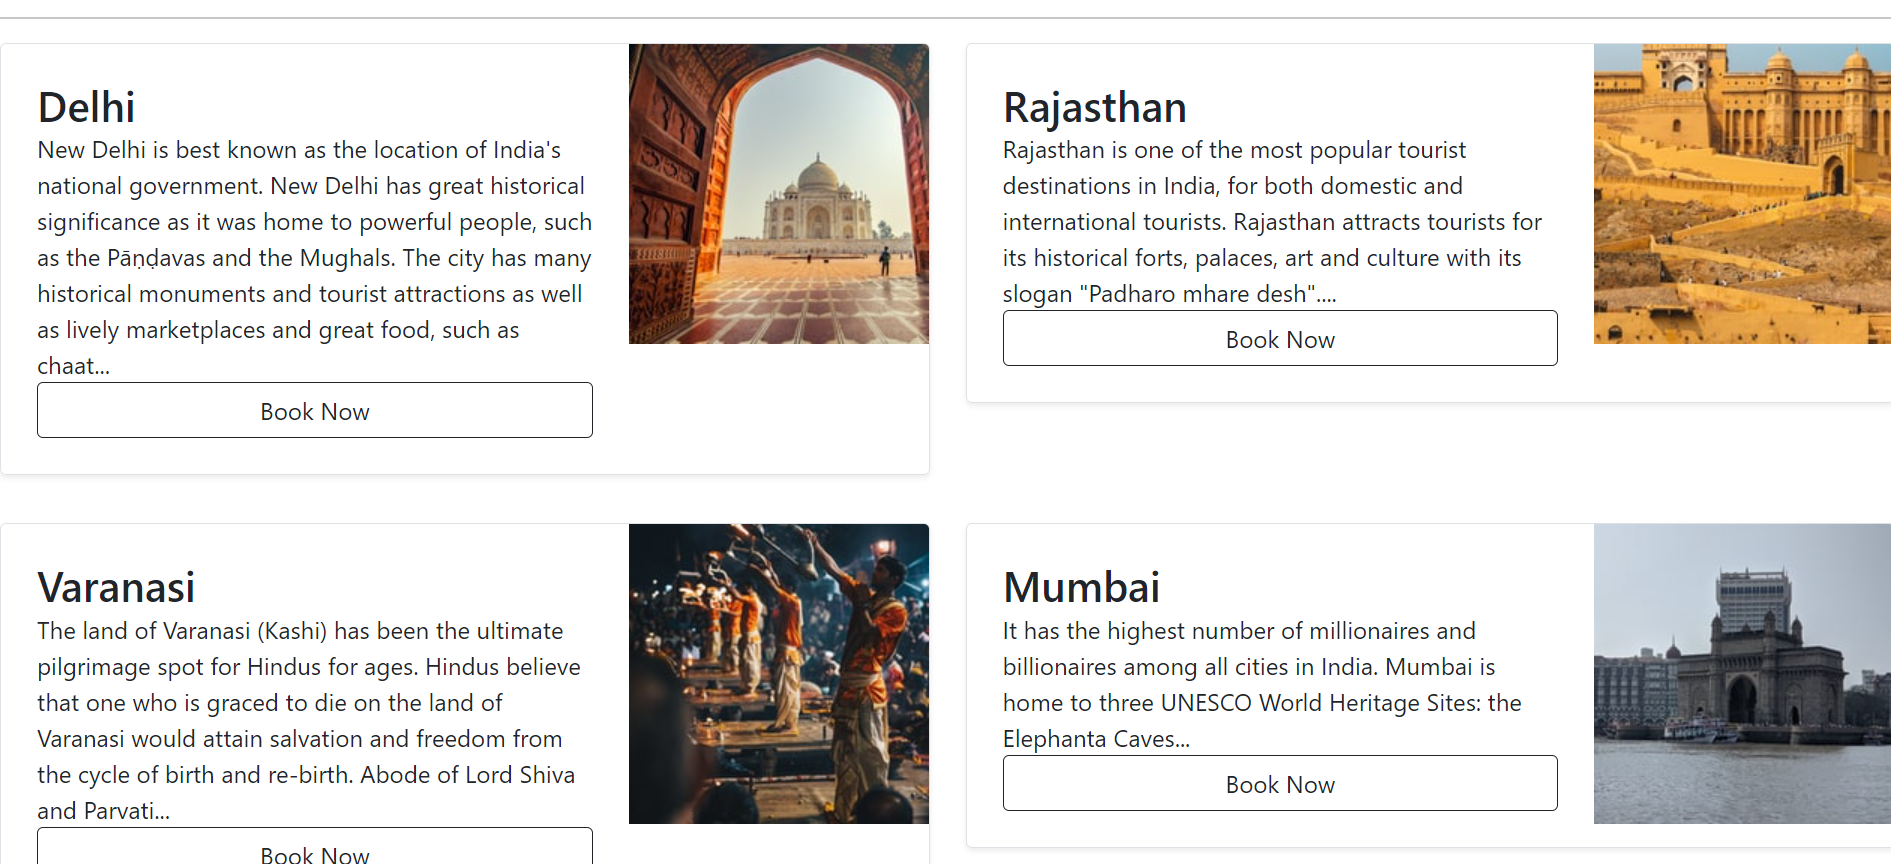 Delhi
New Delhi is best known as the location of India's
national government. New Delhi has great historical
significance as it was home to powerful people, such
as the Pāṇḍavas and the Mughals. The city has many
historical monuments and tourist attractions as well
as lively marketplaces and great food, such as
chaat...
Book Now
Rajasthan
Rajasthan is one of the most popular tourist
destinations in India, for both domestic and
international tourists. Rajasthan attracts tourists for
its historical forts, palaces, art and culture with its
slogan "Padharo mhare desh"....
Book Now
Varanasi
The land of Varanasi (Kashi) has been the ultimate
pilgrimage spot for Hindus for ages. Hindus believe
that one who is graced to die on the land of
Varanasi would attain salvation and freedom from
the cycle of birth and re-birth. Abode of Lord Shiva
and Parvati...
Book Now
Mumbai
It has the highest number of millionaires and
billionaires among all cities in India. Mumbai is
home to three UNESCO World Heritage Sites: the
Elephanta Caves...
Book Now